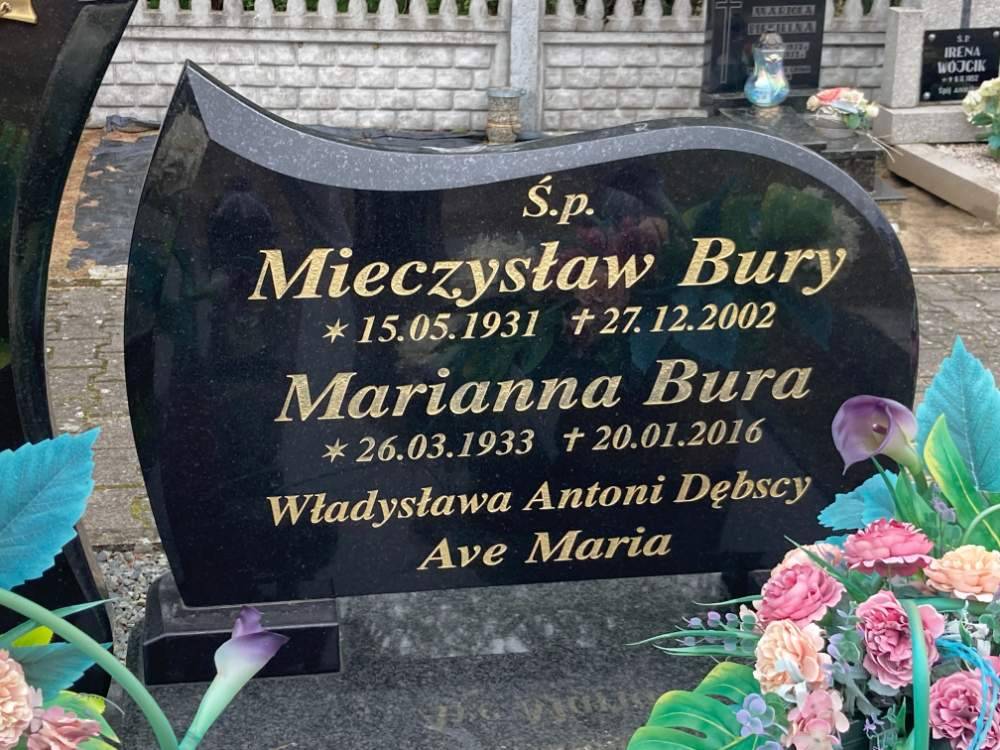 Ś.p.
Mieczysław Bury
✶ 15.05.1931 † 27.12.2002
Marianna Bura
✶ 26.03.1933 † 20.01.2016
Władysława Antoni Dębscy
Ave Maria
Ś.P.
IRENA
WÓJCIK